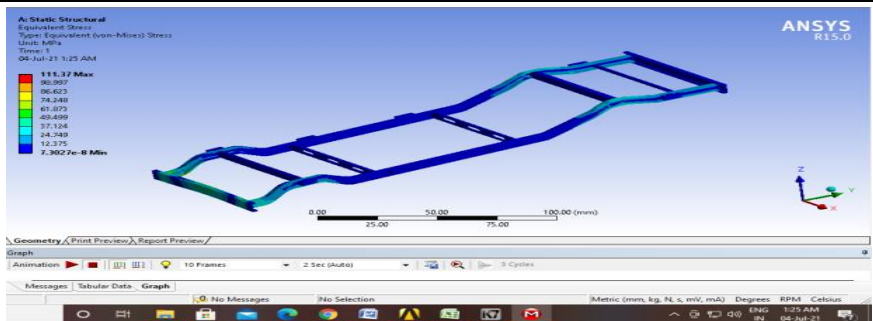 A: Static Structural
Equivalent Stress
Type: Equivalent (von-Mises) Stress
Unit: MPa
Time: 1
04-Jul-21 1:25 AM
111.37 Max
98.997
86.623
74.248
61.873
49.499
37.124
24.749
12.375
7.3027e-8 Min
ANSYS
R15.0
Z
Y
X
0.00 50.00 100.00 (mm)
25.00 75.00
Geometry Print Preview Report Preview
Graph
Animation 10 Frames 2 Sec (Auto) 3 Cycles
Messages Tabular Data Graph
No Messages No Selection Metric (mm, kg, N, s, mV, mA) Degrees RPM Celsius
ENG 1:25 AM
IN 04-Jul-21